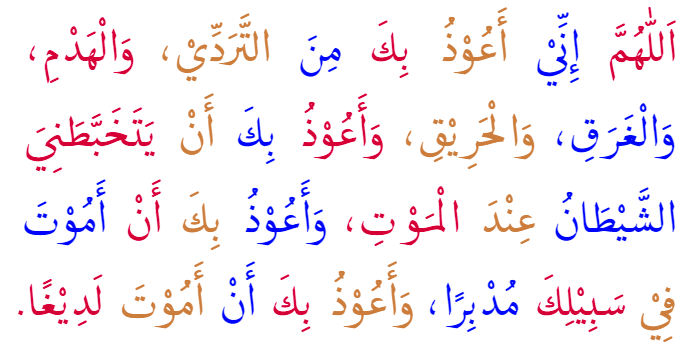 اَللّٰهُمَّ إِنِّيْ أَعُوْذُ بِكَ مِنَ التَّرَدِّيْ، وَالْهَدْمِ،
وَالْغَرَقِ، وَالْحَرِيْقِ، وَأَعُوْذُ بِكَ أَنْ يَتَخَبَّطَنِيَ
الشَّيْطَانُ عِنْدَ الْمَوْتِ، وَأَعُوْذُ بِكَ أَنْ أَمُوْتَ
فِيْ سَبِيْلِكَ مُدْبِرًا، وَأَعُوْذُ بِكَ أَنْ أَمُوْتَ لَدِيْغًا.